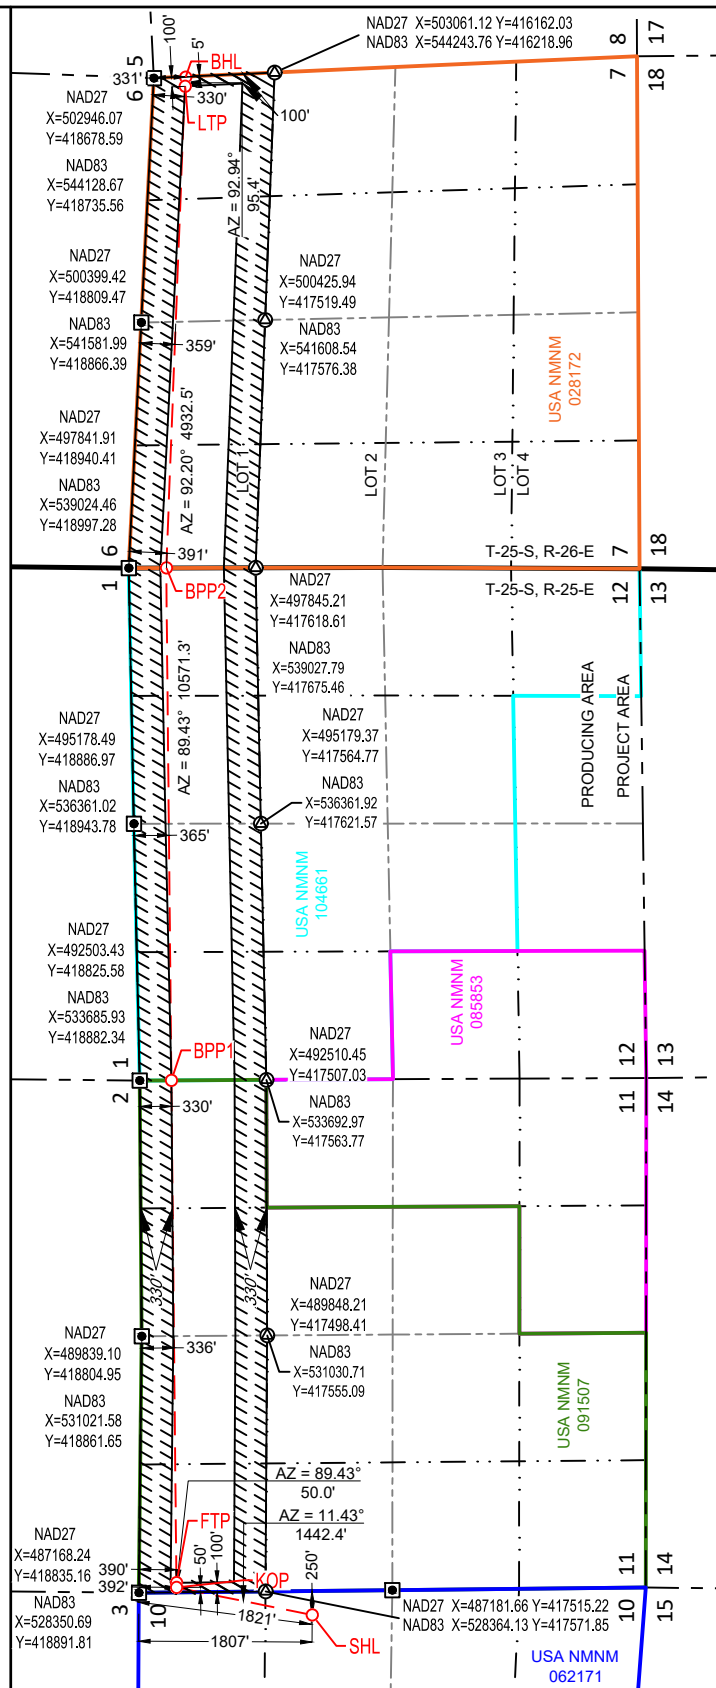 NAD27 X=503061.12 Y=416162.03
NAD83 X=544243.76 Y=416218.96
8
17
7
18
5
6
100'
5'
BHL
331'
330'
LTP
100'
NAD27
X=502946.07
Y=418678.59
NAD83
X=544128.67
Y=418735.56
AZ = 92.94°
95.4
NAD27
X=500399.42
Y=418809.47
NAD83
X=541581.99
Y=418866.39
NAD27
X=500425.94
Y=417519.49
NAD83
X=541608.54
Y=417576.38
359'
USA NMNM
028172
NAD27
X=497841.91
Y=418940.41
NAD83
X=539024.46
Y=418997.28
AZ = 92.20° 4932.5'
LOT 1
LOT 2
LOT 3
LOT 4
6
1
391'
BPP2
T-25-S, R-26-E
T-25-S, R-25-E
7
18
12
13
NAD27
X=497845.21
Y=417618.61
NAD83
X=539027.79
Y=417675.46
AZ = 89.43° 10571.3'
NAD27
X=495178.49
Y=418886.97
NAD83
X=536361.02
Y=418943.78
NAD27
X=495179.37
Y=417564.77
NAD83
X=536361.92
Y=417621.57
PRODUCING AREA
PROJECT AREA
365'
USA NMNM
104661
NAD27
X=492503.43
Y=418825.58
NAD83
X=533685.93
Y=418882.34
USA NMNM
085853
1
2
BPP1
330'
NAD27
X=492510.45
Y=417507.03
NAD83
X=533692.97
Y=417563.77
12
13
11
14
330'
330'
NAD27
X=489848.21
Y=417498.41
NAD83
X=531030.71
Y=417555.09
NAD27
X=489839.10
Y=418804.95
NAD83
X=531021.58
Y=418861.65
336'
USA NMNM
091507
AZ = 89.43°
50.0'
AZ = 11.43°
1442.4'
FTP
50'
100'
KOP
250'
NAD27
X=487168.24
Y=418835.16
NAD83
X=528350.69
Y=418891.81
390'
392'
3
10
1821'
1807'
SHL
11
14
10
15
NAD27 X=487181.66 Y=417515.22
NAD83 X=528364.13 Y=417571.85
USA NMNM
062171